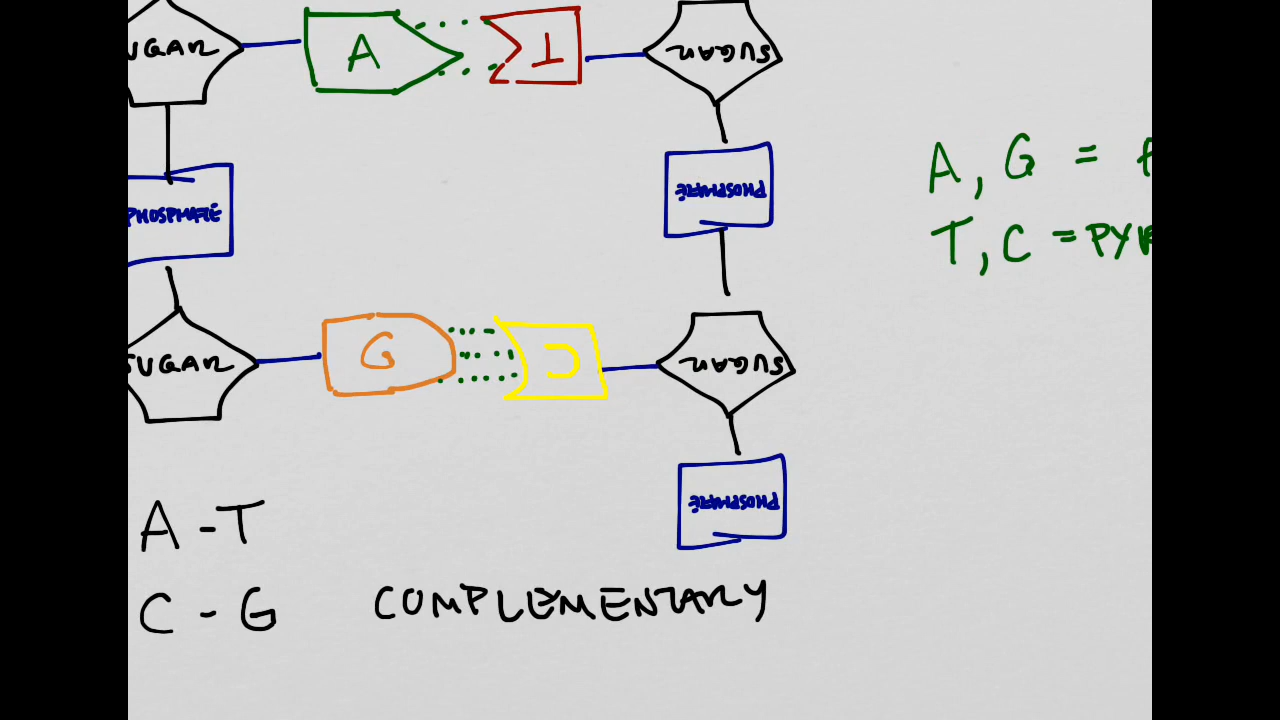 SUGAR
A
T
SUGAR
A, G =
PHOSPHATE
PHOSPHATE
T, C = PY
SUGAR
G
C
SUGAR
PHOSPHATE
A - T
C - G
COMPLEMENTARY